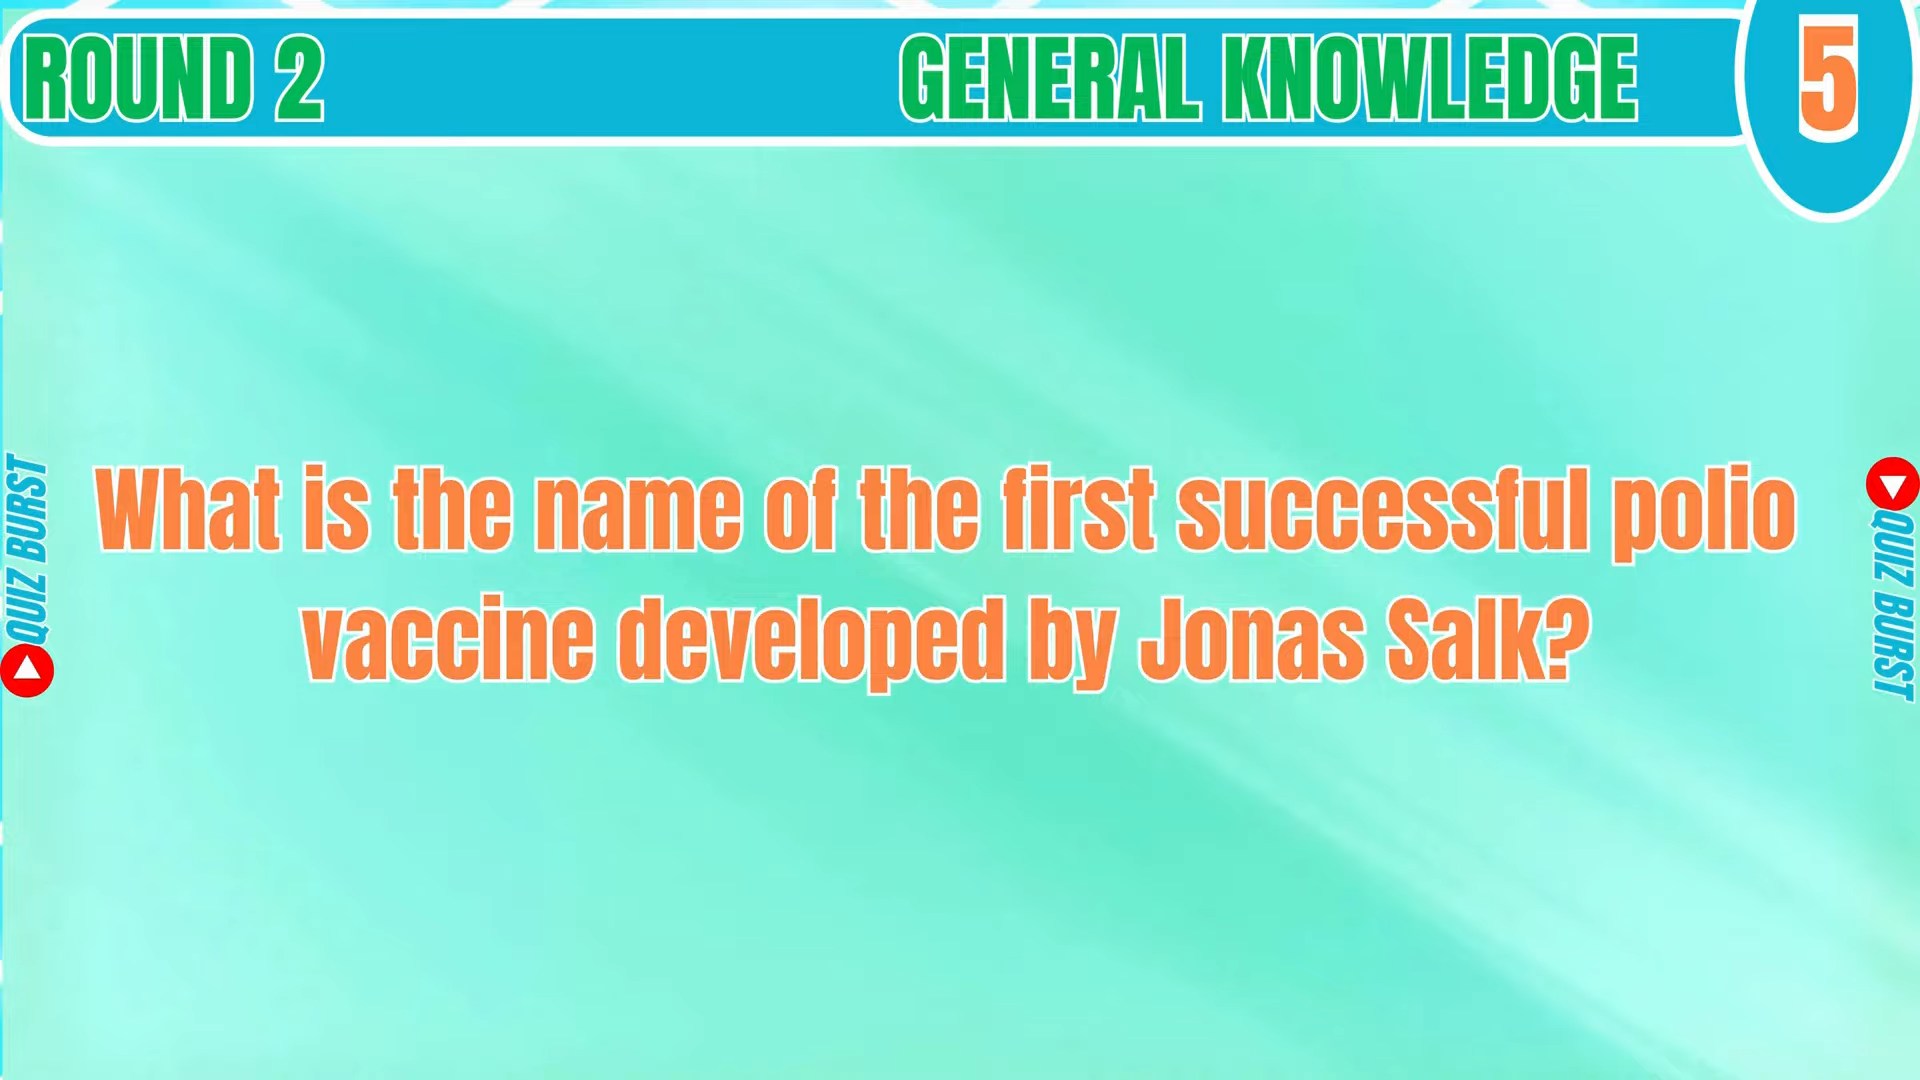 ROUND 2
GENERAL KNOWLEDGE
5
What is the name of the first successful polio
vaccine developed by Jonas Salk?
QUIZ BURST
QUIZ BURST